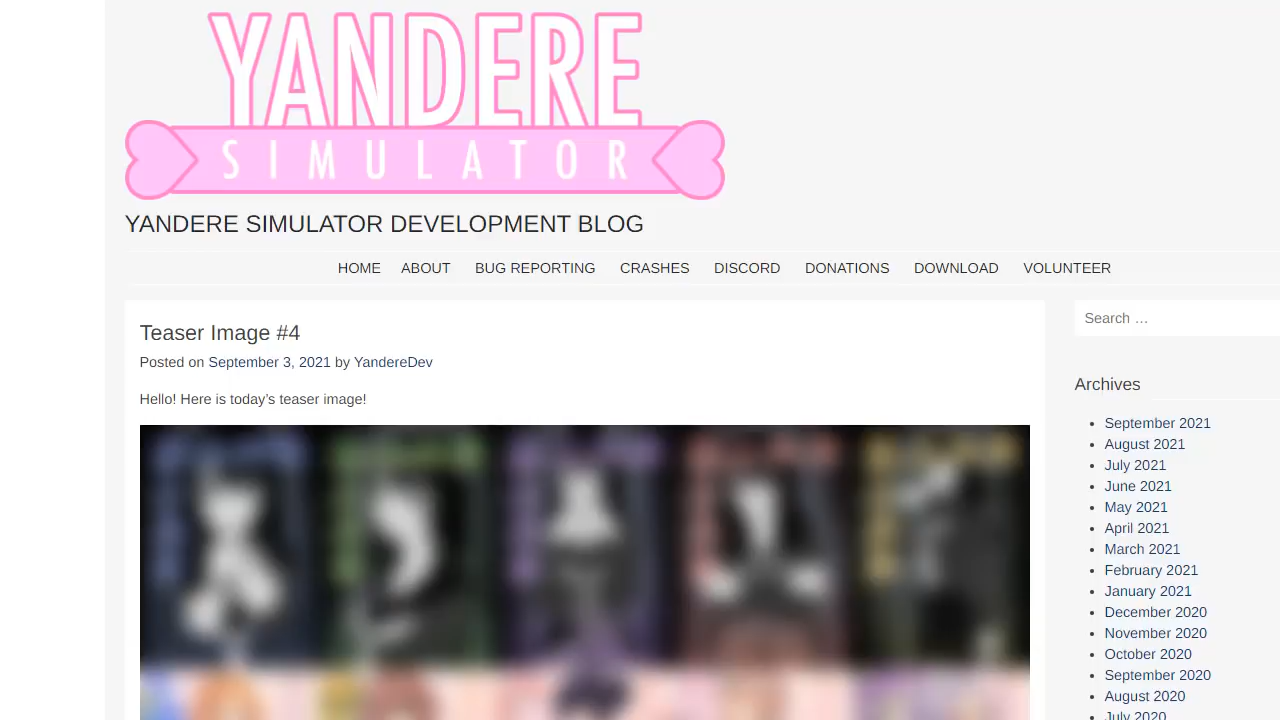 YANDERE
SIMULATOR
YANDERE SIMULATOR DEVELOPMENT BLOG
HOME ABOUT BUG REPORTING CRASHES DISCORD DONATIONS DOWNLOAD VOLUNTEER
Teaser Image #4
Posted on September 3, 2021 by YandereDev
Hello! Here is today’s teaser image!
Search …
Archives
September 2021
August 2021
July 2021
June 2021
May 2021
April 2021
March 2021
February 2021
January 2021
December 2020
November 2020
October 2020
September 2020
August 2020
July 2020